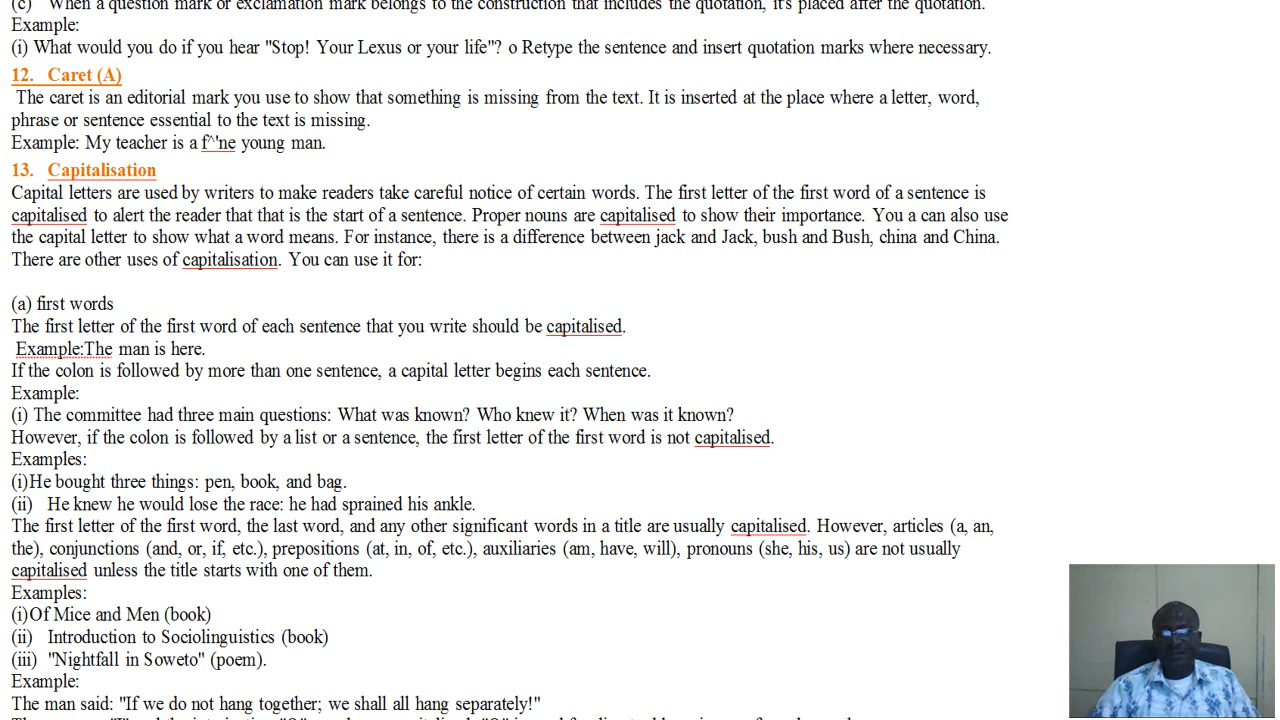 (c) When a question mark or exclamation mark belongs to the construction that includes the quotation, it's placed after the quotation.
Example:
(i) What would you do if you hear "Stop! Your Lexus or your life"? o Retype the sentence and insert quotation marks where necessary.
12. Caret (A)
The caret is an editorial mark you use to show that something is missing from the text. It is inserted at the place where a letter, word,
phrase or sentence essential to the text is missing.
Example: My teacher is a f^'ne young man.
13. Capitalisation
Capital letters are used by writers to make readers take careful notice of certain words. The first letter of the first word of a sentence is
capitalised to alert the reader that that is the start of a sentence. Proper nouns are capitalised to show their importance. You a can also use
the capital letter to show what a word means. For instance, there is a difference between jack and Jack, bush and Bush, china and China.
There are other uses of capitalisation. You can use it for:
(a) first words
The first letter of the first word of each sentence that you write should be capitalised.
Example:The man is here.
If the colon is followed by more than one sentence, a capital letter begins each sentence.
Example:
(i) The committee had three main questions: What was known? Who knew it? When was it known?
However, if the colon is followed by a list or a sentence, the first letter of the first word is not capitalised.
Examples:
(i)He bought three things: pen, book, and bag.
(ii) He knew he would lose the race: he had sprained his ankle.
The first letter of the first word, the last word, and any other significant words in a title are usually capitalised. However, articles (a, an,
the), conjunctions (and, or, if, etc.), prepositions (at, in, of, etc.), auxiliaries (am, have, will), pronouns (she, his, us) are not usually
capitalised unless the title starts with one of them.
Examples:
(i)Of Mice and Men (book)
(ii) Introduction to Sociolinguistics (book)
(iii) "Nightfall in Soweto" (poem).
Example:
The man said: "If we do not hang together; we shall all hang separately!"